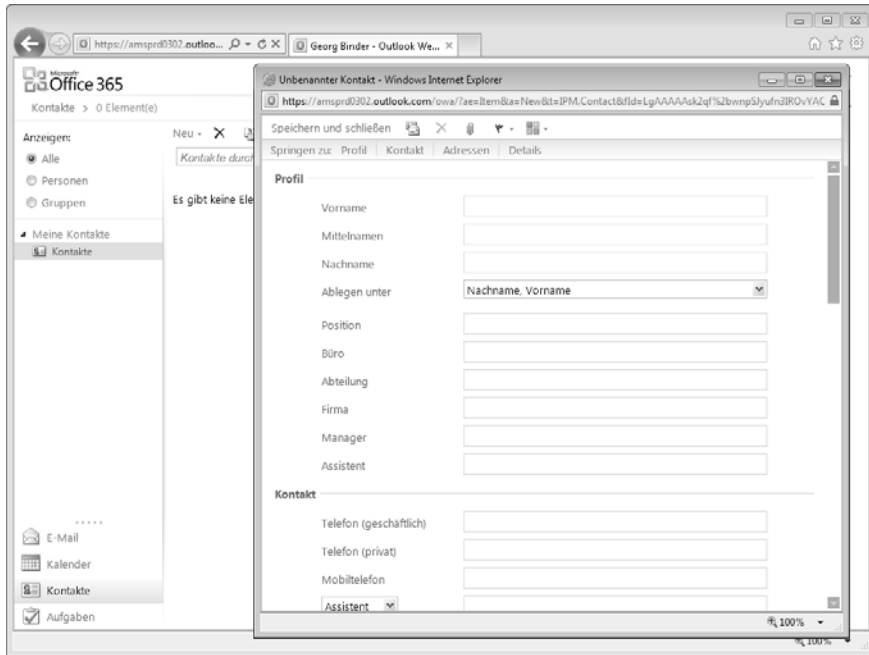 https://amsprd0302.outloo...
Georg Binder - Outlook We...
Microsoft
Office 365
Kontakte > 0 Element(e)
Anzeigen:
Alle
Personen
Gruppen
Meine Kontakte
Kontakte
E-Mail
Kalender
Kontakte
Aufgaben
Neu
Kontakte durch
Es gibt keine Ele
Unbenannter Kontakt - Windows Internet Explorer
https://amsprd0302.outlook.com/owa/?ae=Item&a=New&t=IPM.Contact&fId=LgAAAAAsk2qf%2bwnpSJyufn3IROvYAC
Speichern und schließen
Springen zu: Profil Kontakt Adressen Details
Profil
Vorname
Mittelnamen
Nachname
Ablegen unter Nachname, Vorname
Position
Büro
Abteilung
Firma
Manager
Assistent
Kontakt
Telefon (geschäftlich)
Telefon (privat)
Mobiltelefon
Assistent
100%
100%